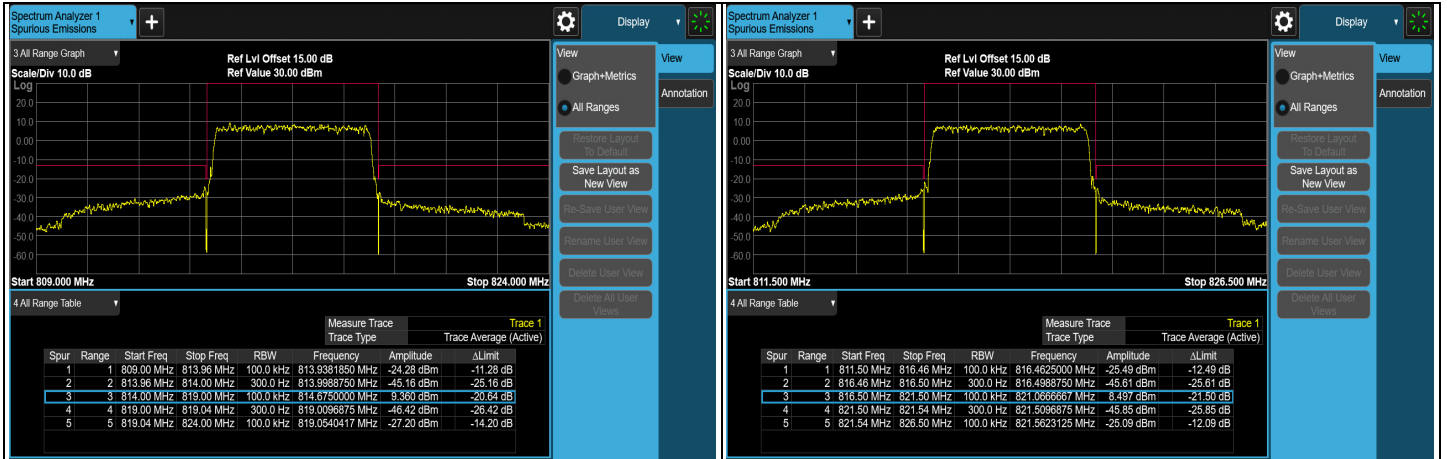 Spectrum Analyzer 1
Spurious Emissions
+
Display
3 All Range Graph
Ref Lvl Offset 15.00 dB
Scale/Div 10.0 dB
Ref Value 30.00 dBm
Log
20.0
10.0
0.00
-10.0
-20.0
-30.0
-40.0
-50.0
-60.0
Start 809.000 MHz
Stop 824.000 MHz
View
Graph+Metrics
All Ranges
Restore Layout
To Default
Save Layout as
New View
Re-Save User View
Rename User View
Delete User View
Delete All User
Views
View
Annotation
4 All Range Table
Measure Trace Trace 1
Trace Type Trace Average (Active)
Spur Range Start Freq Stop Freq RBW Frequency Amplitude ΔLimit
1 1 809.00 MHz 813.96 MHz 100.0 kHz 813.9381850 MHz -24.28 dBm -11.28 dB
2 2 813.96 MHz 814.00 MHz 300.0 Hz 813.9988750 MHz -45.16 dBm -25.16 dB
3 3 814.00 MHz 819.00 MHz 100.0 kHz 814.6750000 MHz 9.360 dBm -20.64 dB
4 4 819.00 MHz 819.04 MHz 300.0 Hz 819.0096875 MHz -46.42 dBm -26.42 dB
5 5 819.04 MHz 824.00 MHz 100.0 kHz 819.0540417 MHz -27.20 dBm -14.20 dB
Spectrum Analyzer 1
Spurious Emissions
+
Display
3 All Range Graph
Ref Lvl Offset 15.00 dB
Scale/Div 10.0 dB
Ref Value 30.00 dBm
Log
20.0
10.0
0.00
-10.0
-20.0
-30.0
-40.0
-50.0
-60.0
Start 811.500 MHz
Stop 826.500 MHz
View
Graph+Metrics
All Ranges
Restore Layout
To Default
Save Layout as
New View
Re-Save User View
Rename User View
Delete User View
Delete All User
Views
View
Annotation
4 All Range Table
Measure Trace Trace 1
Trace Type Trace Average (Active)
Spur Range Start Freq Stop Freq RBW Frequency Amplitude ΔLimit
1 1 811.50 MHz 816.46 MHz 100.0 kHz 816.4625000 MHz -25.49 dBm -12.49 dB
2 2 816.46 MHz 816.50 MHz 300.0 Hz 816.4988750 MHz -45.61 dBm -25.61 dB
3 3 816.50 MHz 821.50 MHz 100.0 kHz 821.0666667 MHz 8.497 dBm -21.50 dB
4 4 821.50 MHz 821.54 MHz 300.0 Hz 821.5096875 MHz -45.85 dBm -25.85 dB
5 5 821.54 MHz 826.50 MHz 100.0 kHz 821.5623125 MHz -25.09 dBm -12.09 dB